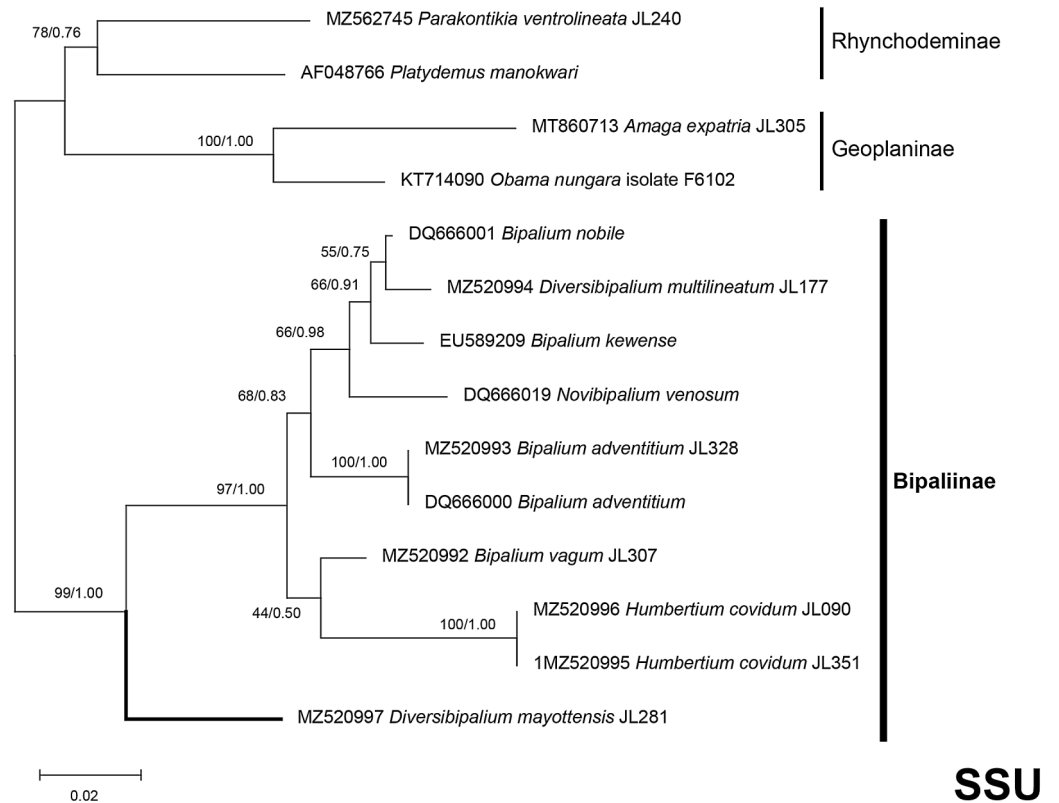 MZ562745 Parakontikia ventrolineata JL240
78/0.76
Rhynchodeminae
AF048766 Platydemus manokwari
MT860713 Amaga expatria JL305
100/1.00
Geoplaninae
KT714090 Obama nungara isolate F6102
DQ666001 Bipalium nobile
55/0.75
MZ520994 Diversibipalium multilineatum JL177
66/0.91
EU589209 Bipalium kewense
66/0.98
DQ666019 Novibipalium venosum
68/0.83
MZ520993 Bipalium adventitium JL328
100/1.00
Bipaliinae
97/1.00
DQ666000 Bipalium adventitium
MZ520992 Bipalium vagum JL307
99/1.00
44/0.50
MZ520996 Humbertium covidum JL090
100/1.00
1MZ520995 Humbertium covidum JL351
MZ520997 Diversibipalium mayottensis JL281
0.02
SSU